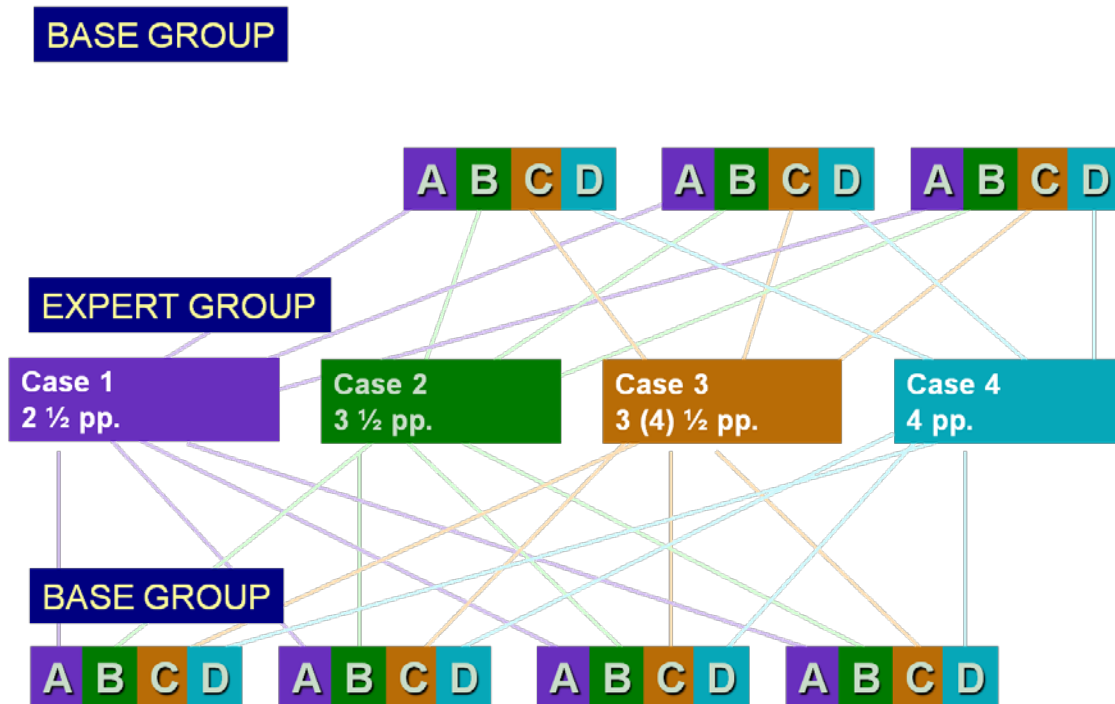 BASE GROUP
A B C D A B C D A B C D
EXPERT GROUP
Case 1
2 ½ pp.
Case 2
3 ½ pp.
Case 3
3 (4) ½ pp.
Case 4
4 pp.
BASE GROUP
A B C D A B C D A B C D A B C D